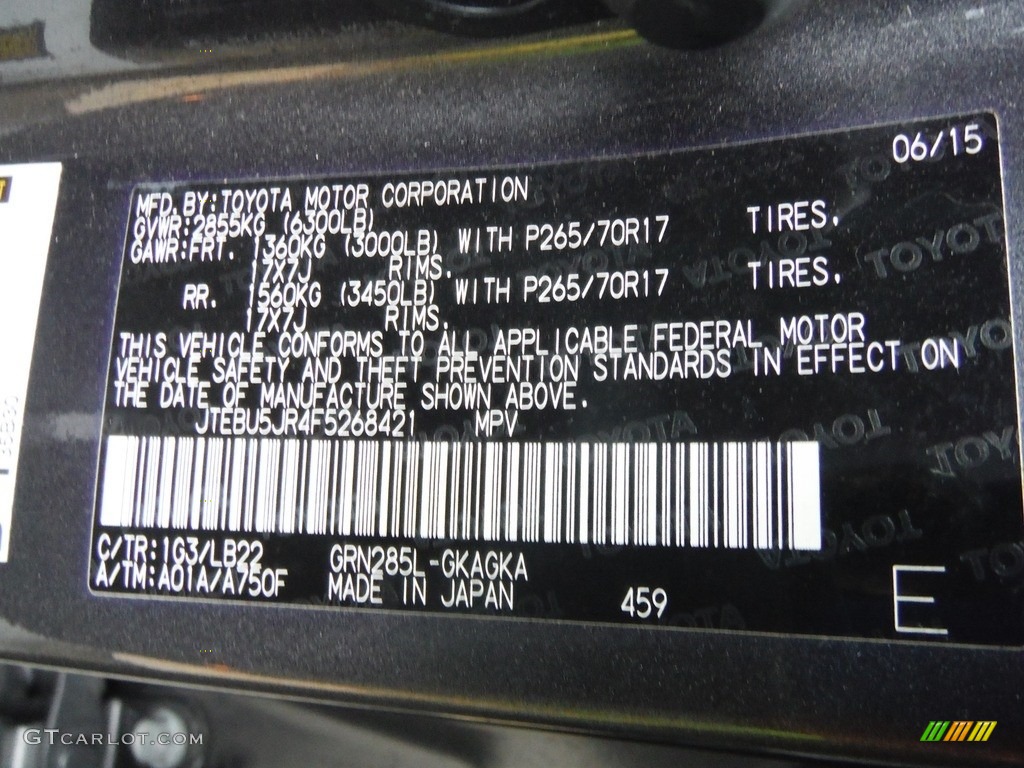 06/15
MFD.BY:TOYOTA MOTOR CORPORATION
GVWR:2855KG (6300LB)
GAWR:FRT. 1360KG (3000LB) WITH P265/70R17 TIRES.
17X7J RIMS.
RR. 1560KG (3450LB) WITH P265/70R17 TIRES.
17X7J RIMS.
THIS VEHICLE CONFORMS TO ALL APPLICABLE FEDERAL MOTOR
VEHICLE SAFETY AND THEFT PREVENTION STANDARDS IN EFFECT ON
THE DATE OF MANUFACTURE SHOWN ABOVE.
JTEBU5JR4F5268421 MPV
C/TR:1G3/LB22 GRN285L-GKAGKA
A/TM:A01A/A750F MADE IN JAPAN 459 E
GTCARLOT.COM